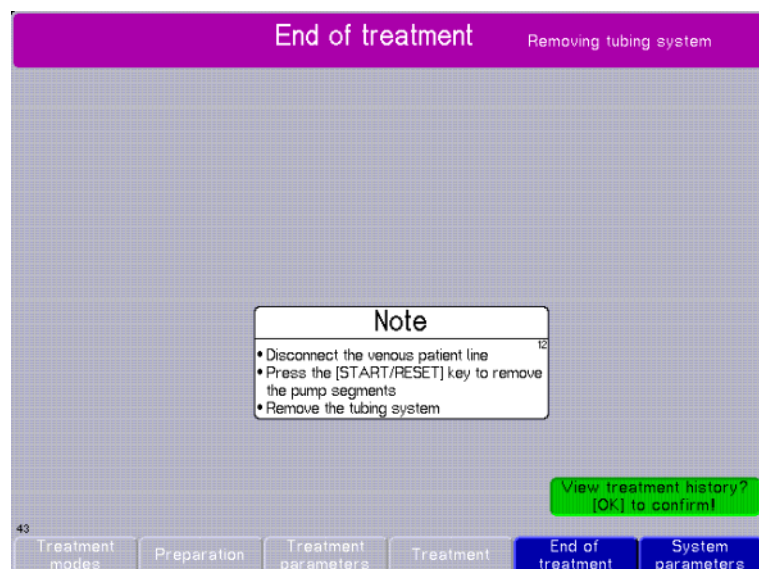 End of treatment
Removing tubing system
Note
12
• Disconnect the venous patient line
• Press the [START/RESET] key to remove
the pump segments
• Remove the tubing system
View treatment history?
[OK] to confirm!
43
Treatment
modes
Preparation
Treatment
parameters
Treatment
End of
treatment
System
parameters